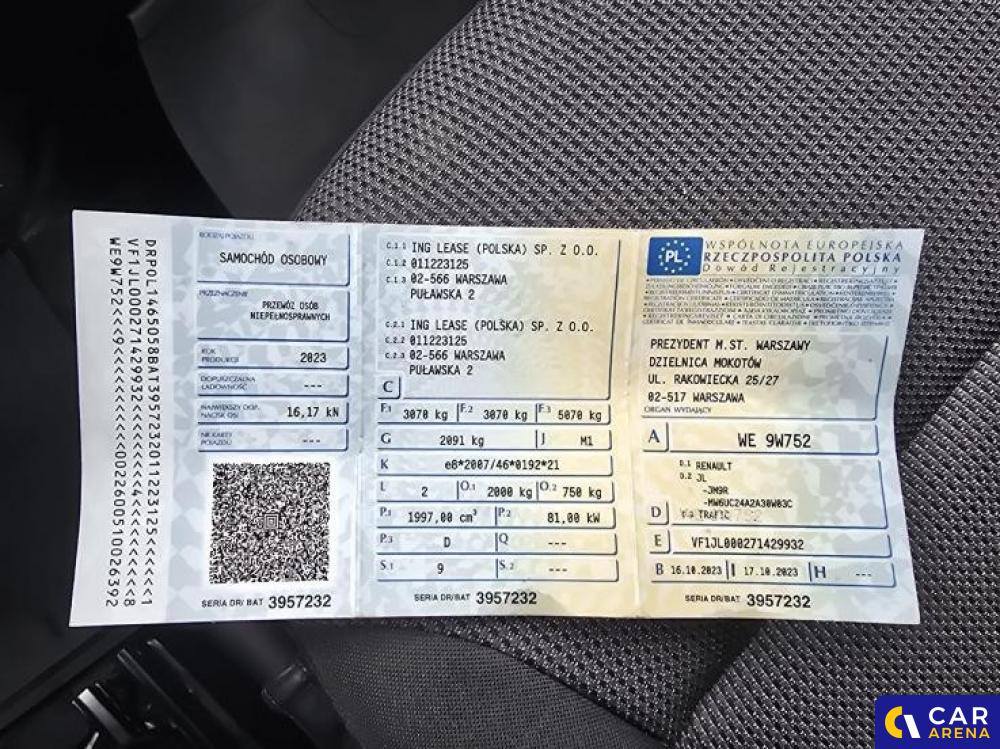 DRPOL1465058BAT3957232011223125<<<<<1
VF1JL000271429932<<<<<<<<<4<<<<<<<<8
WE9W752<<<9<<<<<<<<<<<<0022600510026392
RODZAJ POJAZDU
SAMOCHÓD OSOBOWY
PRZEZNACZENIE
PRZEWÓZ OSÓB
NIEPEŁNOSPRAWNYCH
ROK
PRODUKCJI 2023
DOPUSZCZALNA
ŁADOWNOŚĆ ---
NAJWIĘKSZY DOP.
NACISK OSI 16,17 kN
NR KARTY
POJAZDU ---
SERIA DR/BAT 3957232
C.1.1 ING LEASE (POLSKA) SP. Z O.O.
C.1.2 011223125
C.1.3 02-566 WARSZAWA
PUŁAWSKA 2
C.2.1 ING LEASE (POLSKA) SP. Z O.O.
C.2.2 011223125
C.2.3 02-566 WARSZAWA
PUŁAWSKA 2
C
F.1 3070 kg F.2 3070 kg F.3 5070 kg
G 2091 kg J M1
K e8*2007/46*0192*21
L 2 O.1 2000 kg O.2 750 kg
P.1 1997,00 cm³ P.2 81,00 kW
P.3 D Q ---
S.1 9 S.2 ---
SERIA DR/BAT 3957232
PL
WSPÓLNOTA EUROPEJSKA
RZECZPOSPOLITA POLSKA
Dowód Rejestracyjny
PREZYDENT M.ST. WARSZAWY
DZIELNICA MOKOTÓW
UL. RAKOWIECKA 25/27
02-517 WARSZAWA
ORGAN WYDAJĄCY
A WE 9W752
D.1 RENAULT
D.2 JL
-JM9R
-MW6UC24A2A30W03C
D D.3 TRAFIC
E VF1JL000271429932
B 16.10.2023 I 17.10.2023 H ---
SERIA DR/BAT 3957232
CAR
ARENA